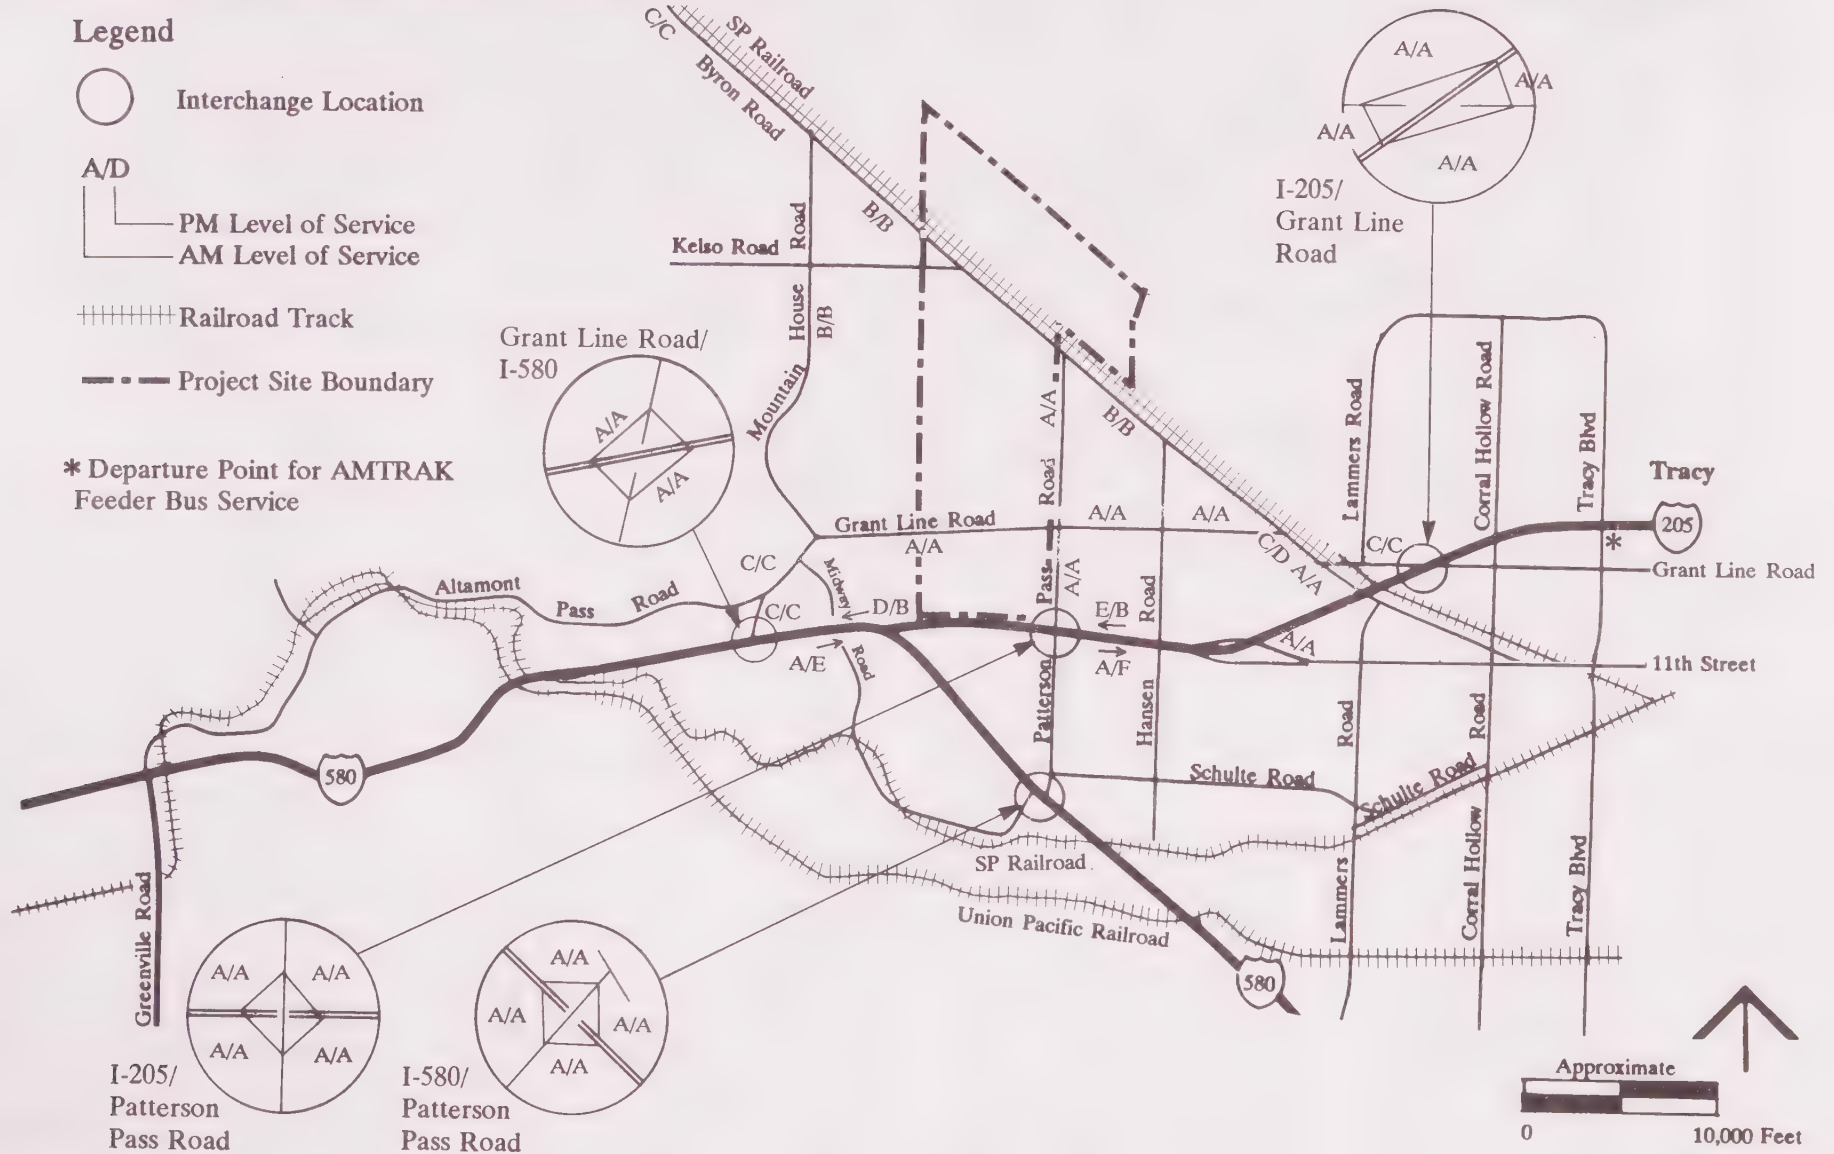 Legend
Interchange Location
A/D
PM Level of Service
AM Level of Service
Railroad Track
Project Site Boundary
* Departure Point for AMTRAK
Feeder Bus Service
C/C
SP Railroad
Byron Road
B/B
Kelso Road
Mountain House Road
B/B
Grant Line Road/
I-580
A/A
A/A
A/A
A/A
A/A
A/A
I-205/
Grant Line
Road
A/A
B/B
Lammers Road
Corral Hollow Road
Tracy Blvd
Tracy
205
*
Grant Line Road
A/A
A/A
A/A
C/D
A/A
C/C
Grant Line Road
Altamont Pass Road
C/C
C/C
Midway Road
D/B
A/E
Patterson Pass Road
A/A
E/B
A/F
Hansen Road
A/A
11th Street
580
Schulte Road
Schulte Road
SP Railroad
Union Pacific Railroad
580
Greenville Road
Lammers Road
Corral Hollow Road
Tracy Blvd
A/A
A/A
A/A
A/A
I-205/
Patterson
Pass Road
A/A
A/A
A/A
A/A
I-580/
Patterson
Pass Road
Approximate
0
10,000 Feet